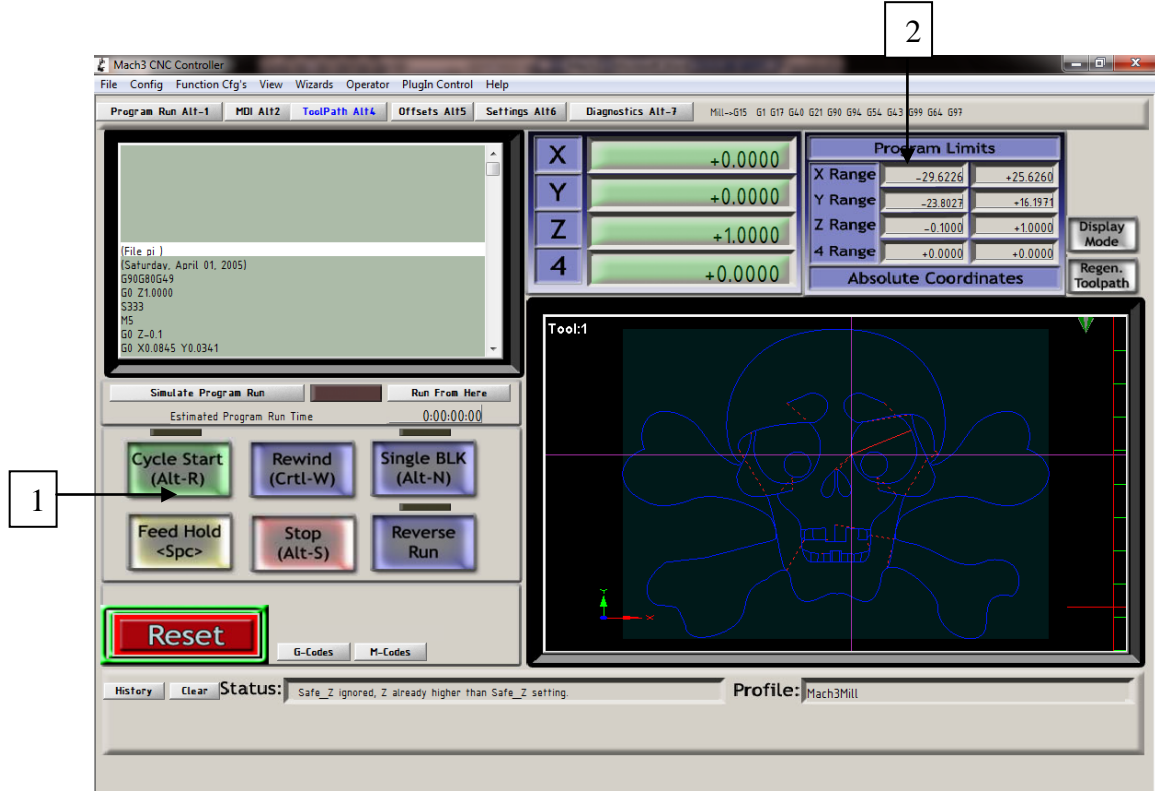 2
Mach3 CNC Controller
File Config Function Cfg's View Wizards Operator PlugIn Control Help
Program Run Alt-1 MDI Alt2 ToolPath Alt4 Offsets Alt5 Settings Alt6 Diagnostics Alt-7 Mill->G15 G1 G17 G40 G21 G90 G94 G54 G43 G99 G64 G97
(File pi )
(Saturday, April 01, 2005)
G90G80G49
G0 Z1.0000
S333
M5
G0 Z-0.1
G0 X0.0845 Y0.0341
X +0.0000
Y +0.0000
Z +1.0000
4 +0.0000
Program Limits
X Range -29.6226 +25.6260
Y Range -23.8027 +16.1971
Z Range -0.1000 +1.0000
4 Range +0.0000 +0.0000
Absolute Coordinates
Display
Mode
Regen.
Toolpath
Tool:1
Y
X
Simulate Program Run Run From Here
Estimated Program Run Time 0:00:00:00
Cycle Start
(Alt-R)
Rewind
(Crtl-W)
Single BLK
(Alt-N)
1
Feed Hold
<Spc>
Stop
(Alt-S)
Reverse
Run
Reset
G-Codes M-Codes
History Clear Status: Safe_Z ignored, Z already higher than Safe_Z setting. Profile: Mach3Mill